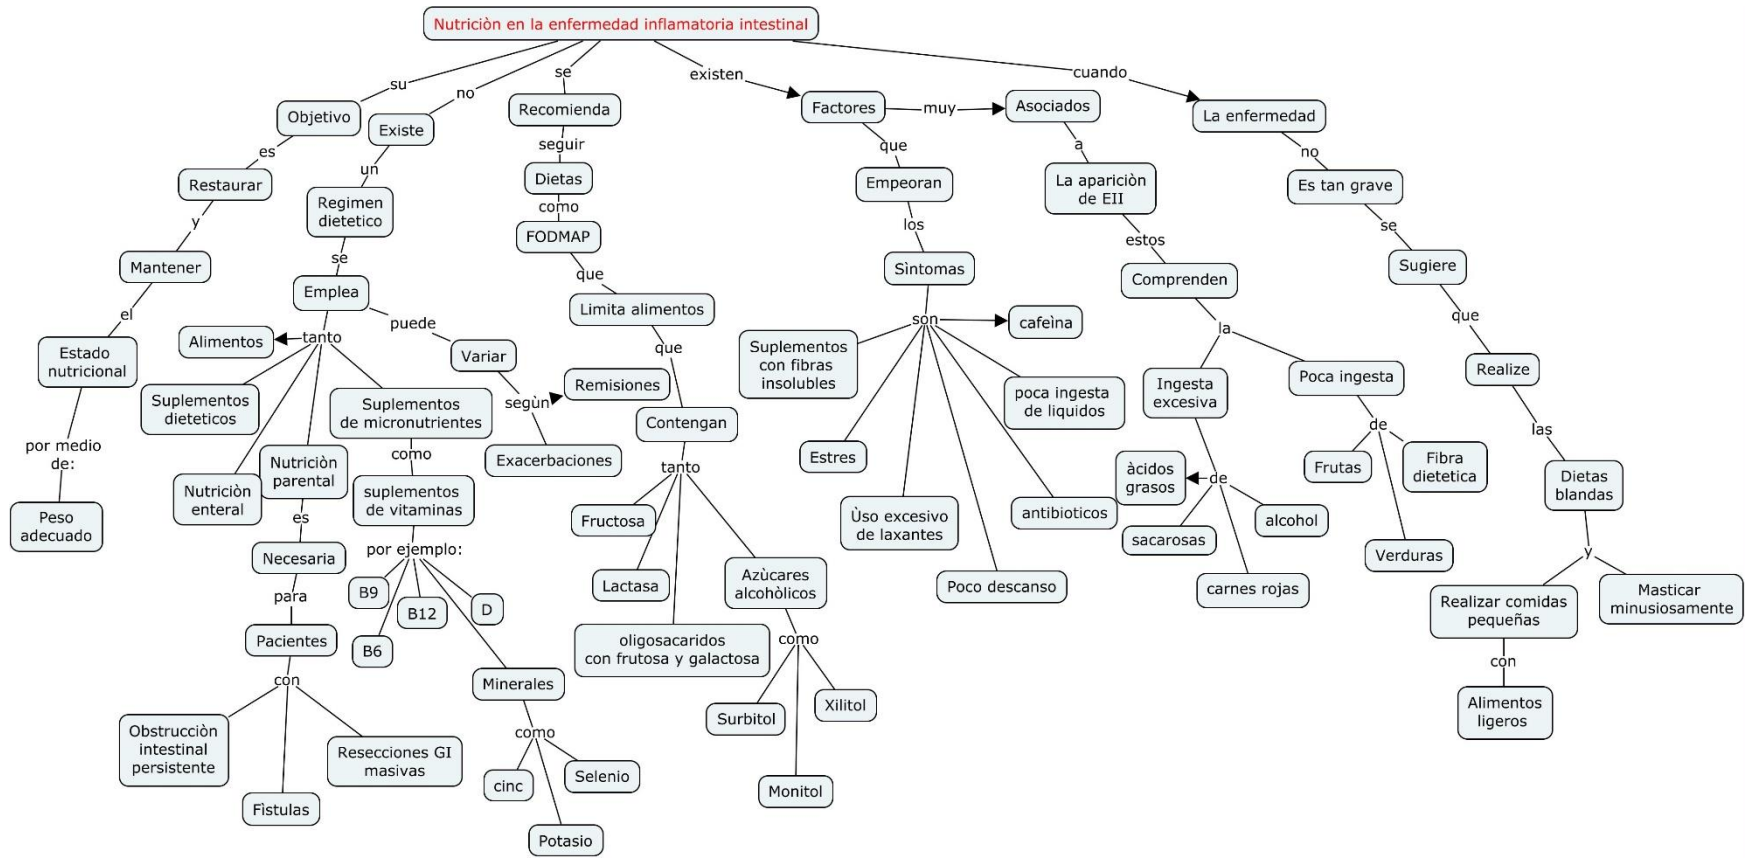 Nutriciòn en la enfermedad inflamatoria intestinal
su
Objetivo
es
Restaurar
y
Mantener
el
Estado
nutricional
por medio
de:
Peso
adecuado
no
Existe
un
Regimen
dietetico
se
Emplea
tanto
Alimentos
Suplementos
dieteticos
Nutriciòn
enteral
Nutriciòn
parental
es
Necesaria
para
Pacientes
con
Obstrucciòn
intestinal
persistente
Fìstulas
Resecciones GI
masivas
Suplementos
de micronutrientes
como
suplementos
de vitaminas
por ejemplo:
B9
B6
B12
D
Minerales
como
cinc
Potasio
Selenio
puede
Variar
segùn
Remisiones
Exacerbaciones
se
Recomienda
seguir
Dietas
como
FODMAP
que
Limita alimentos
que
Contengan
tanto
Fructosa
Lactasa
oligosacaridos
con frutosa y galactosa
Azùcares
alcohòlicos
como
Surbitol
Monitol
Xilitol
existen
Factores
que
Empeoran
los
Sìntomas
son
cafeìna
Suplementos
con fibras
insolubles
Estres
Ùso excesivo
de laxantes
Poco descanso
antibioticos
poca ingesta
de liquidos
muy
Asociados
a
La apariciòn
de EII
estos
Comprenden
la
Ingesta
excesiva
de
àcidos
grasos
sacarosas
carnes rojas
alcohol
Poca ingesta
de
Frutas
Verduras
Fibra
dietetica
cuando
La enfermedad
no
Es tan grave
se
Sugiere
que
Realize
las
Dietas
blandas
y
Realizar comidas
pequeñas
con
Alimentos
ligeros
Masticar
minusiosamente